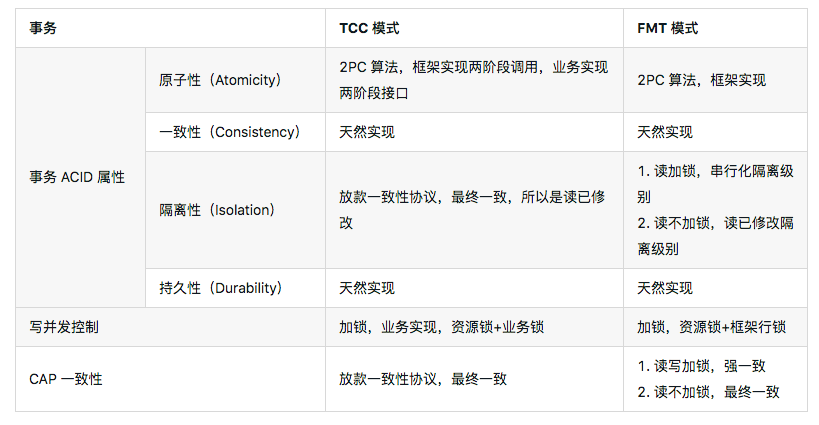 事务 TCC 模式 FMT 模式
事务 ACID 属性
原子性（Atomicity）
2PC 算法，框架实现两阶段调用，业务实现
两阶段接口
2PC 算法，框架实现
一致性（Consistency）
天然实现
天然实现
隔离性（Isolation）
放款一致性协议，最终一致，所以是读已修
改
1. 读加锁，串行化隔离级
别
2. 读不加锁，读已修改隔
离级别
持久性（Durability）
天然实现
天然实现
写并发控制
加锁，业务实现，资源锁+业务锁
加锁，资源锁+框架行锁
CAP 一致性
放款一致性协议，最终一致
1. 读写加锁，强一致
2. 读不加锁，最终一致